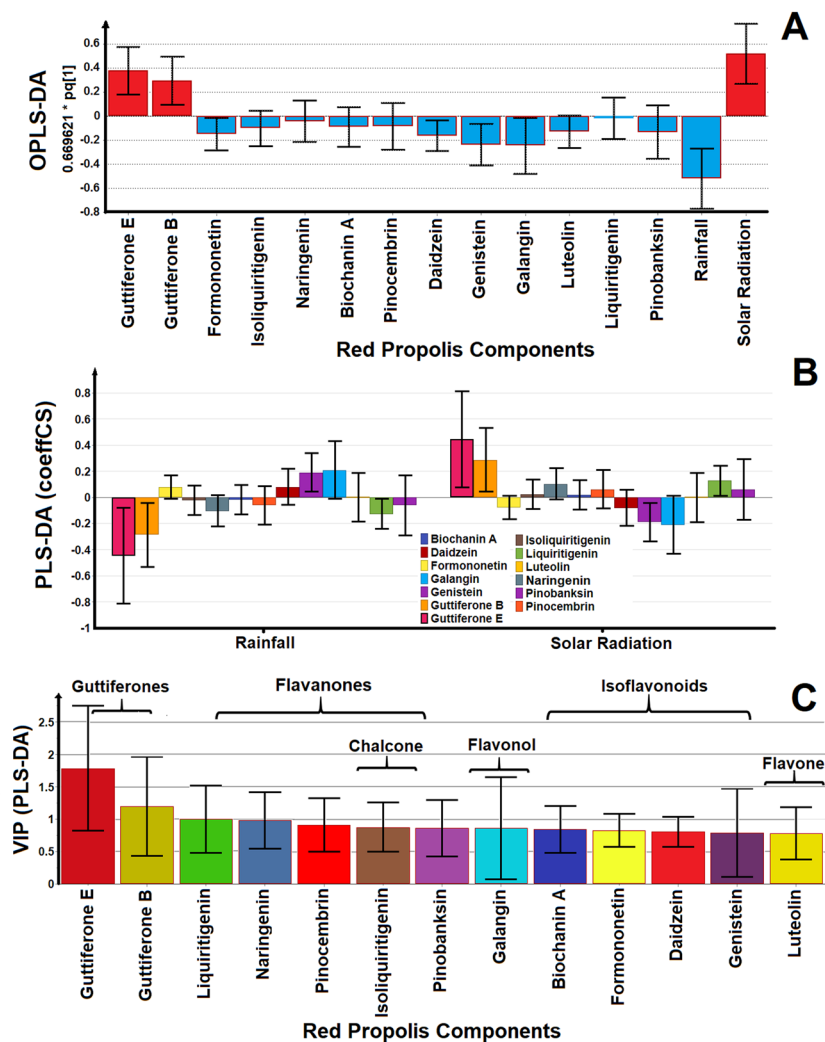 A
OPLS-DA
0.669621 * pq[1]
0.6
0.4
0.2
0
-0.2
-0.4
-0.6
-0.8
Guttiferone E
Guttiferone B
Formononetin
Isoliquiritigenin
Naringenin
Biochanin A
Pinocembrin
Daidzein
Genistein
Galangin
Luteolin
Liquiritigenin
Pinobanksin
Rainfall
Solar Radiation
Red Propolis Components
B
PLS-DA (coeffCS)
0.8
0.6
0.4
0.2
0
-0.2
-0.4
-0.6
-0.8
-1
Biochanin A
Daidzein
Formononetin
Galangin
Genistein
Guttiferone B
Guttiferone E
Isoliquiritigenin
Liquiritigenin
Luteolin
Naringenin
Pinobanksin
Pinocembrin
Rainfall
Solar Radiation
C
VIP (PLS-DA)
Guttiferones
Flavanones
Isoflavonoids
Chalcone
Flavonol
Flavone
2.5
2
1.5
1
0.5
0
Guttiferone E
Guttiferone B
Liquiritigenin
Naringenin
Pinocembrin
Isoliquiritigenin
Pinobanksin
Galangin
Biochanin A
Formononetin
Daidzein
Genistein
Luteolin
Red Propolis Components